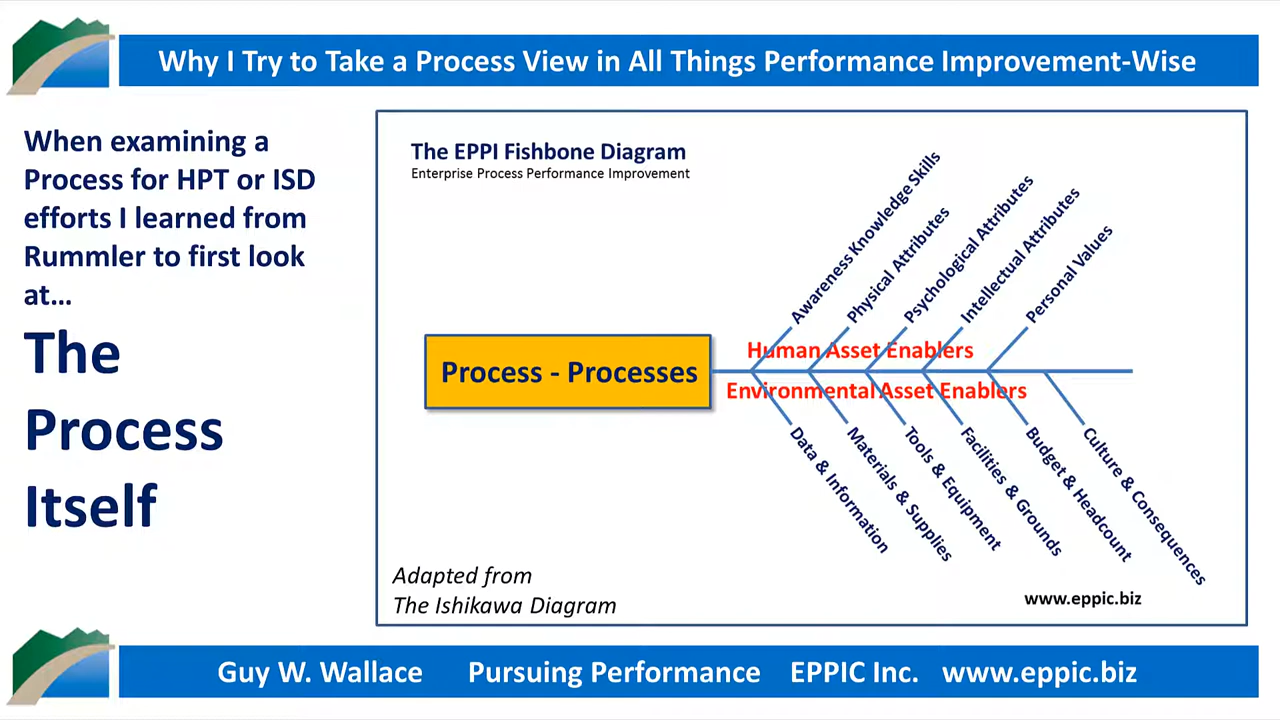 Why I Try to Take a Process View in All Things Performance Improvement-Wise
When examining a
Process for HPT or ISD
efforts I learned from
Rummler to first look
at…
The
Process
Itself
The EPPI Fishbone Diagram
Enterprise Process Performance Improvement
Awareness Knowledge Skills
Physical Attributes
Psychological Attributes
Intellectual Attributes
Personal Values
Human Asset Enablers
Process - Processes
Environmental Asset Enablers
Data & Information
Materials & Supplies
Tools & Equipment
Facilities & Grounds
Budget & Headcount
Culture & Consequences
Adapted from
The Ishikawa Diagram
www.eppic.biz
Guy W. Wallace Pursuing Performance EPPIC Inc. www.eppic.biz